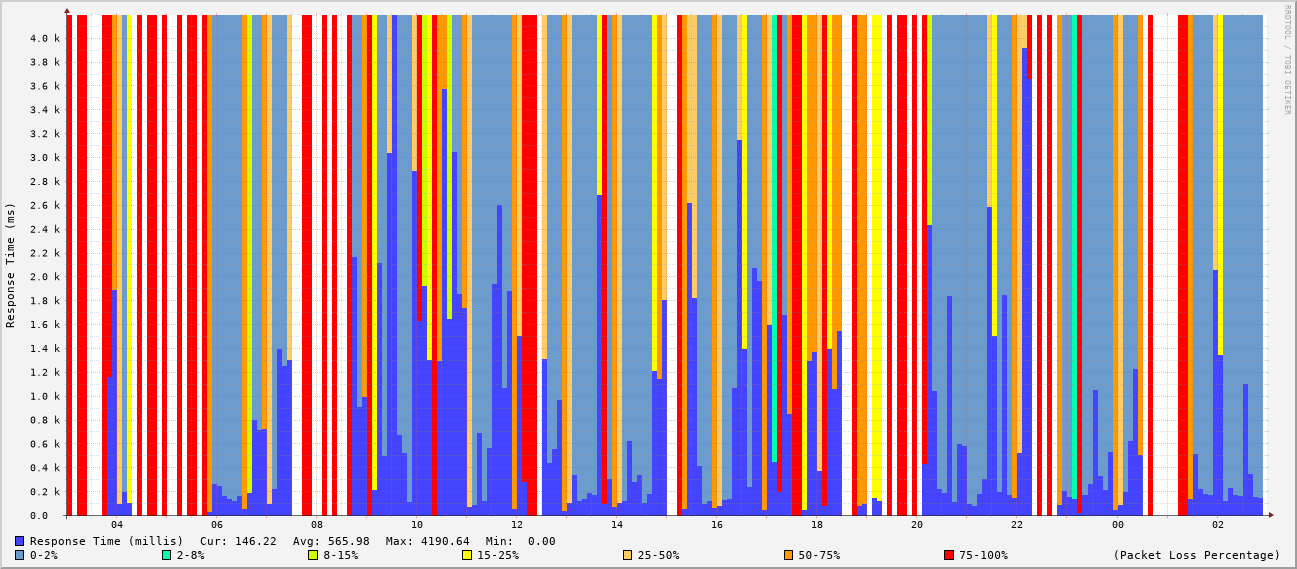 RRDTOOL / TOBI OETIKER
Response Time (ms)
4.0 k
3.8 k
3.6 k
3.4 k
3.2 k
3.0 k
2.8 k
2.6 k
2.4 k
2.2 k
2.0 k
1.8 k
1.6 k
1.4 k
1.2 k
1.0 k
0.8 k
0.6 k
0.4 k
0.2 k
0.0
04 06 08 10 12 14 16 18 20 22 00 02
Response Time (millis) Cur: 146.22 Avg: 565.98 Max: 4190.64 Min: 0.00
0-2% 2-8% 8-15% 15-25% 25-50% 50-75% 75-100% (Packet Loss Percentage)